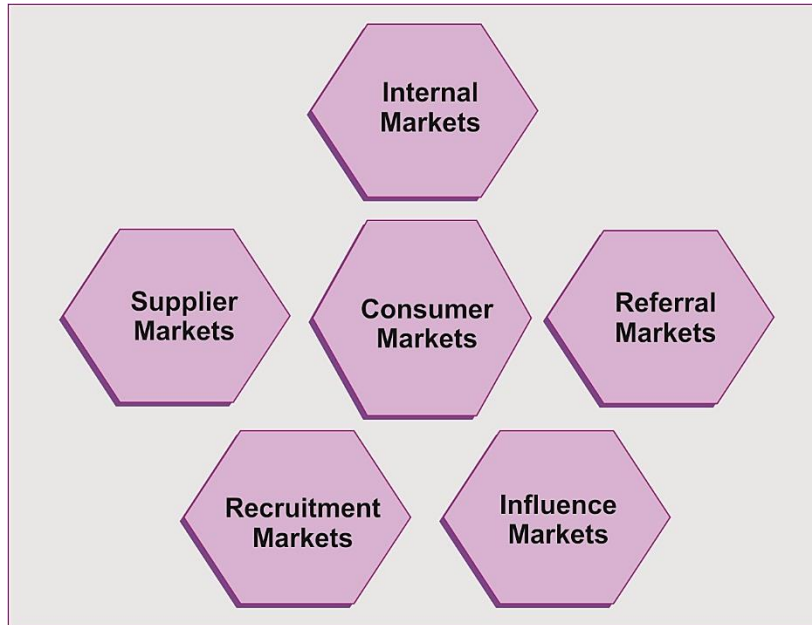 Internal
Markets
Supplier
Markets
Consumer
Markets
Referral
Markets
Recruitment
Markets
Influence
Markets